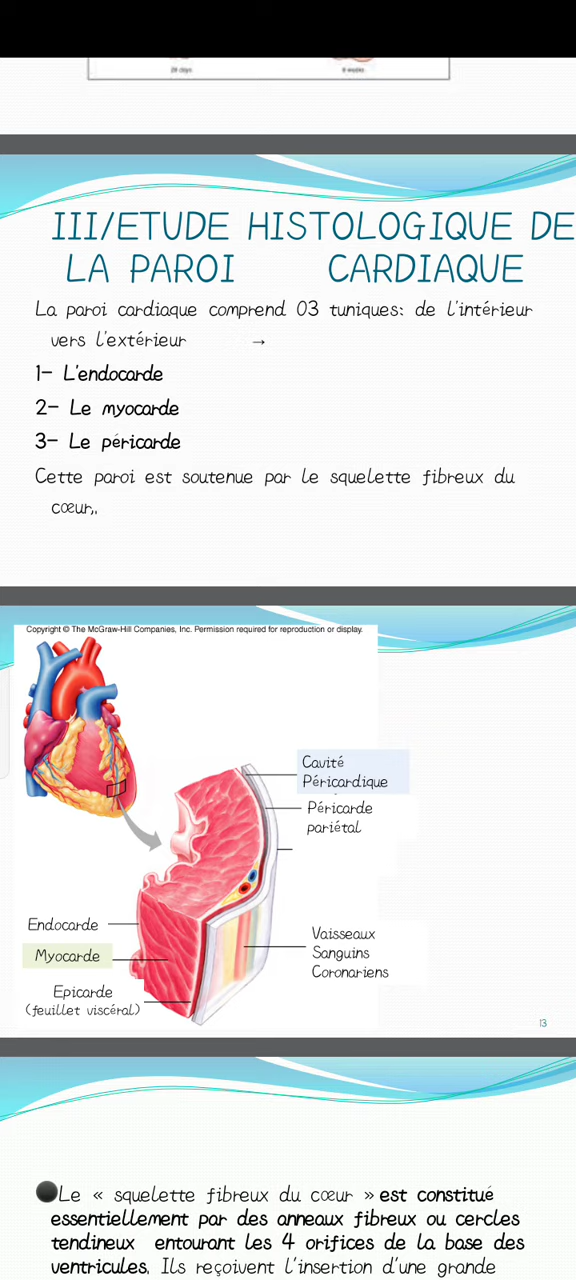 28 days
8 weeks
III/ETUDE HISTOLOGIQUE DE
LA PAROI CARDIAQUE
La paroi cardiaque comprend 03 tuniques: de l'intérieur
vers l'extérieur →
1- L'endocarde
2- Le myocarde
3- Le péricarde
Cette paroi est soutenue par le squelette fibreux du
cœur,,
Copyright © The McGraw-Hill Companies, Inc. Permission required for reproduction or display.
Cavité
Péricardique
Péricarde
pariétal
Endocarde
Myocarde
Epicarde
(feuillet viscéral)
Vaisseaux
Sanguins
Coronariens
13
Le « squelette fibreux du cœur » est constitué
essentiellement par des anneaux fibreux ou cercles
tendineux entourant les 4 orifices de la base des
ventricules. Ils reçoivent l'insertion d'une grande